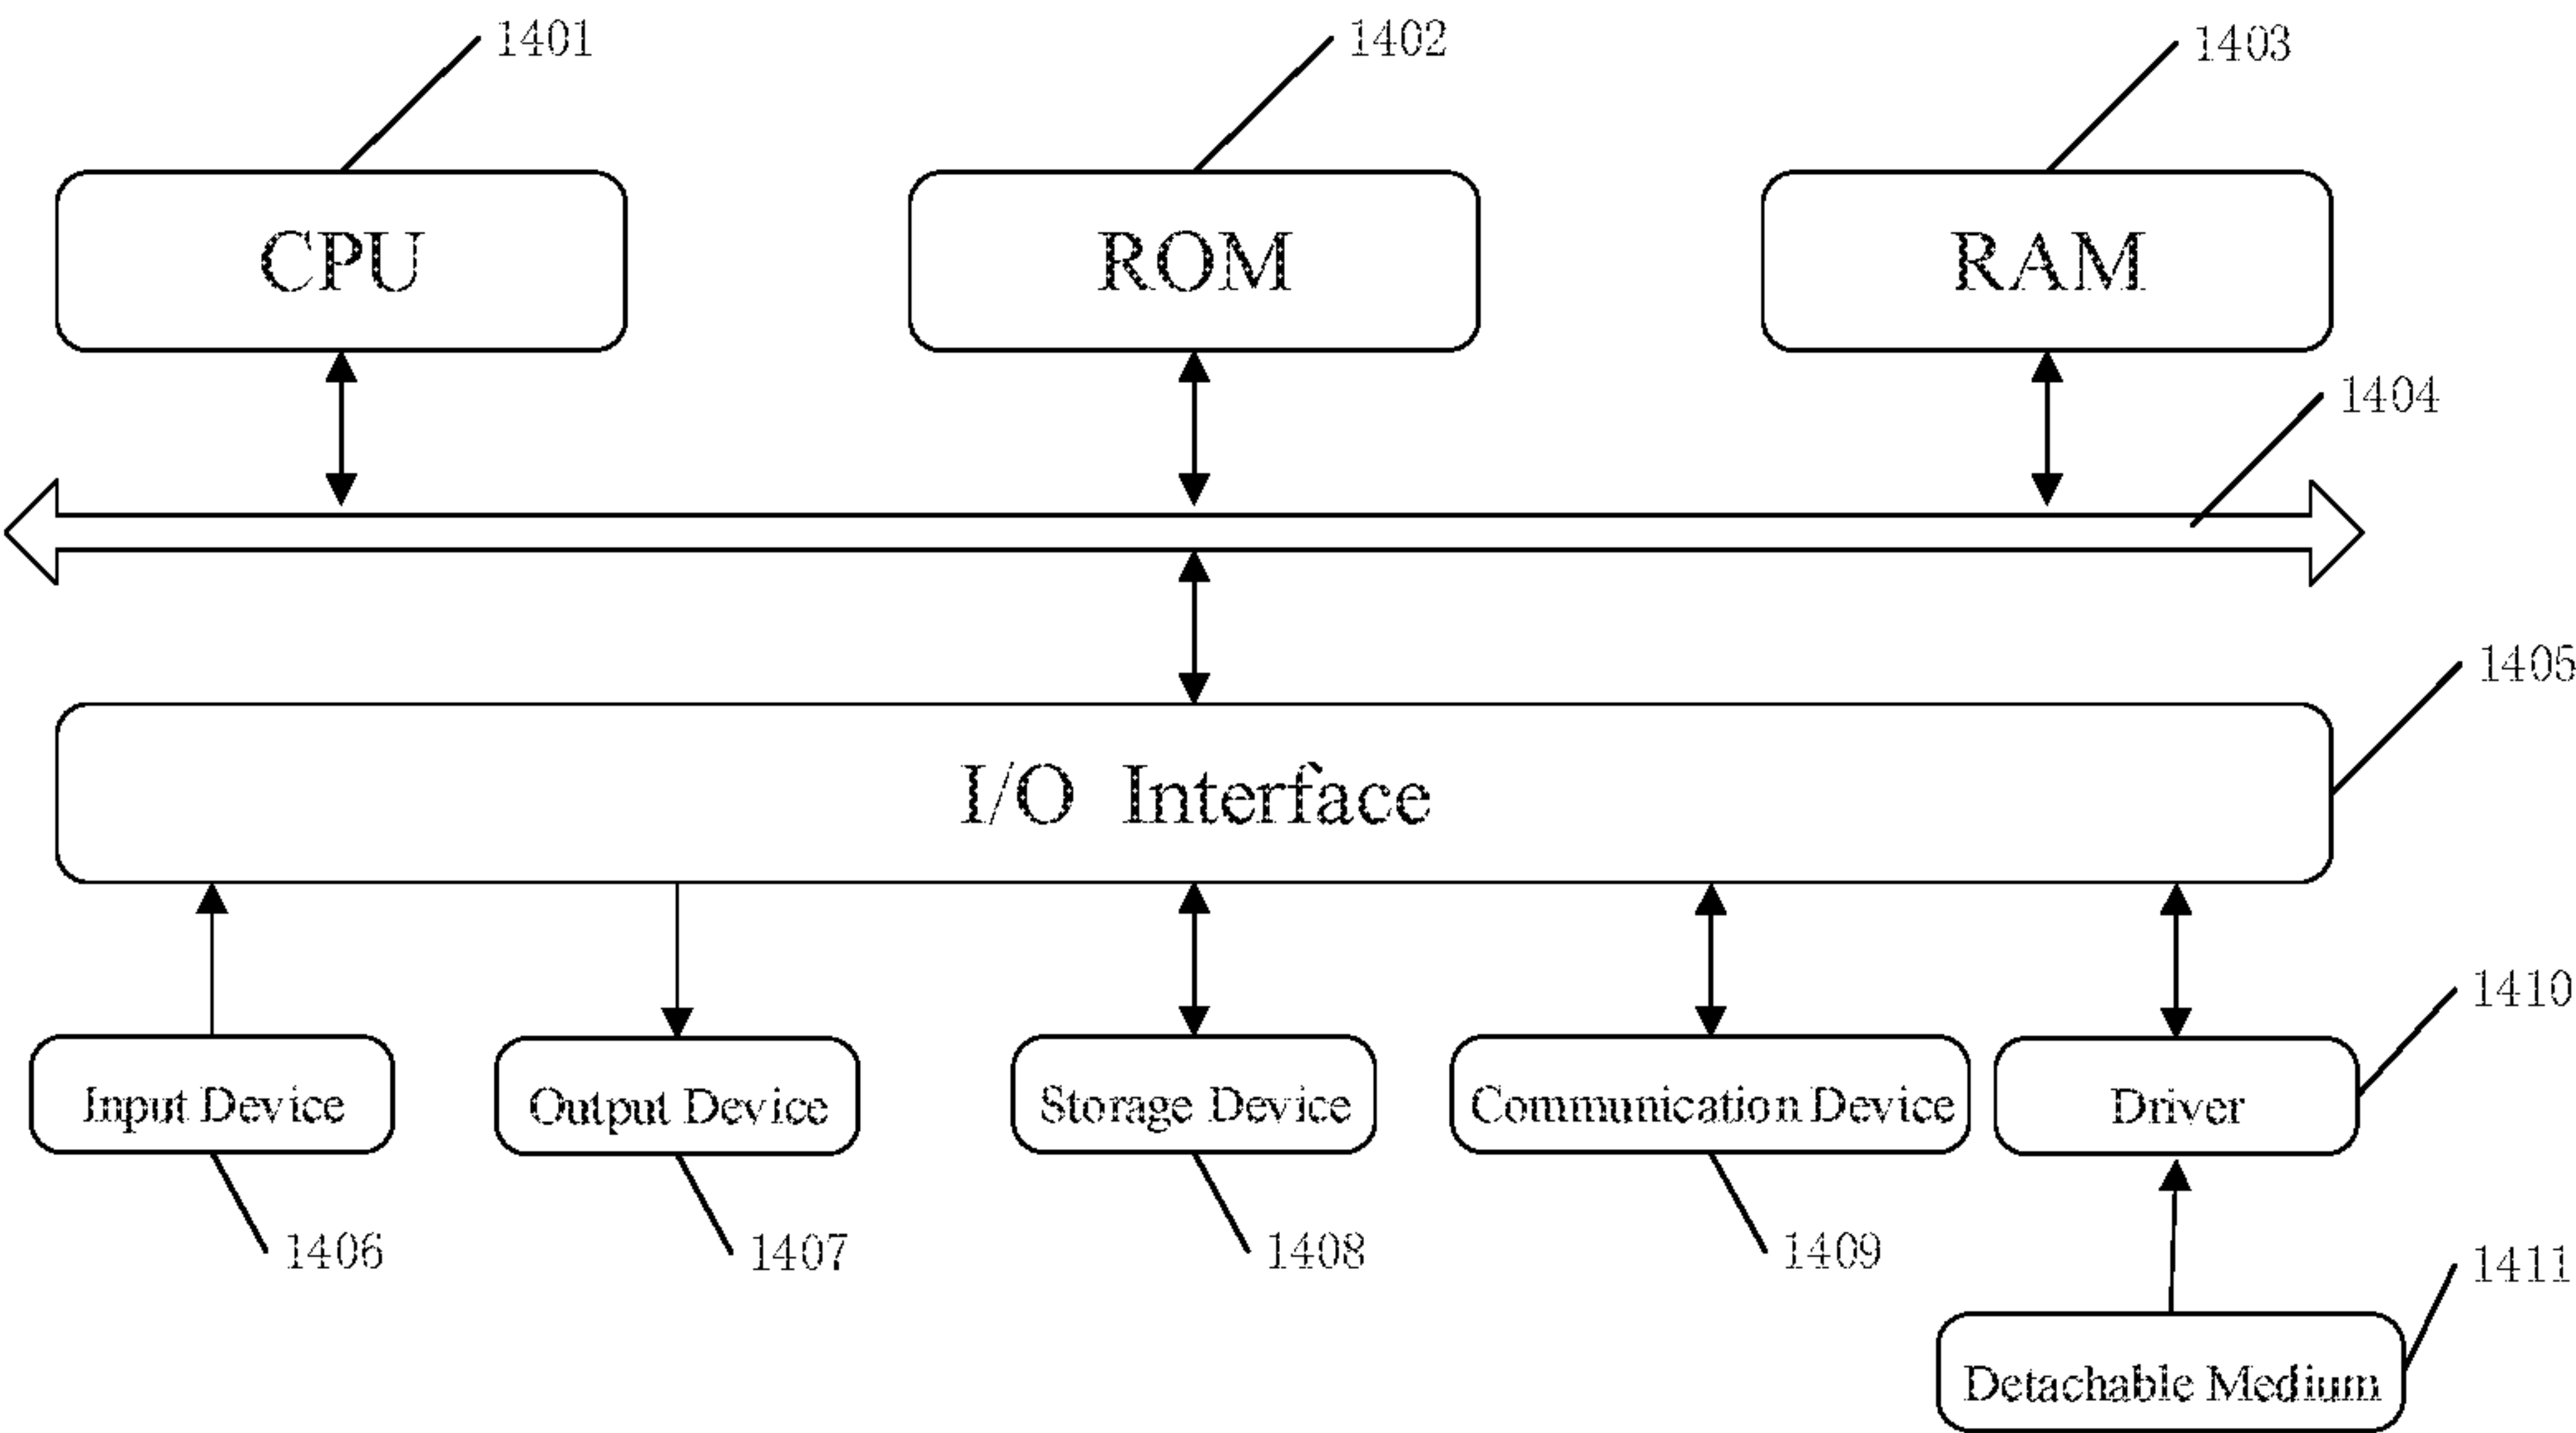 1401
1402
1403
CPU
ROM
RAM
1404
1405
I/O Interface
1410
Input Device
Output Device
Storage Device
Communication Device
Driver
1406
1407
1408
1409
1411
Detachable Medium